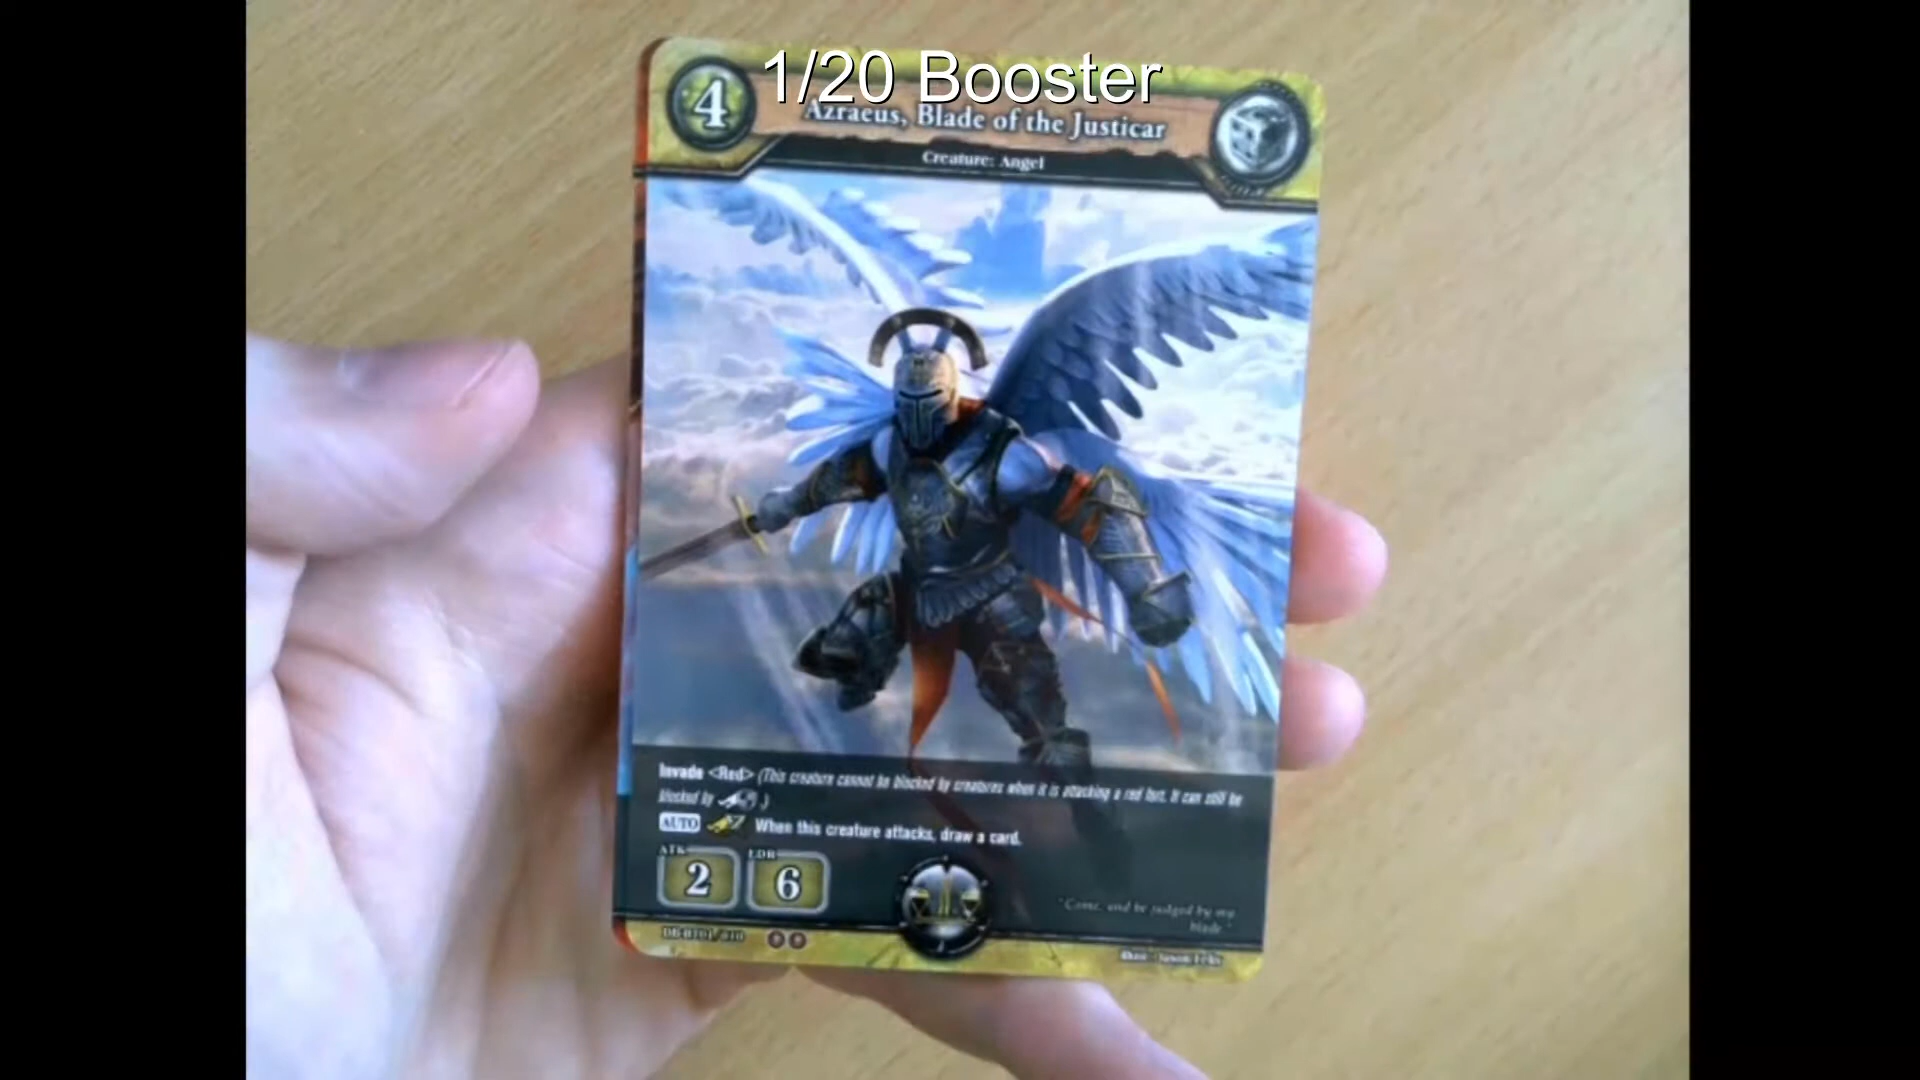 1/20 Booster
4
Azraeus, Blade of the Justicar
Creature: Angel
Invade <Red> (This creature cannot be blocked by creatures when it is attacking a red fort. It can still be
blocked by .)
AUTO When this creature attacks, draw a card.
ATK EDR
2 6
"Come, and be judged by my
blade."
Illust: